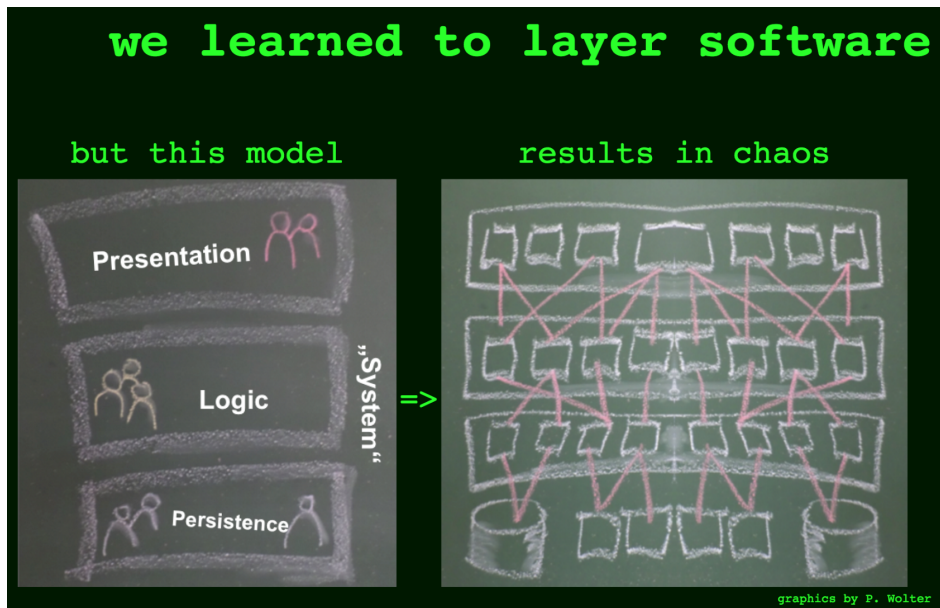 we learned to layer software
but this model
results in chaos
Presentation
Logic
„System“
=>
Persistence
graphics by P. Wolter